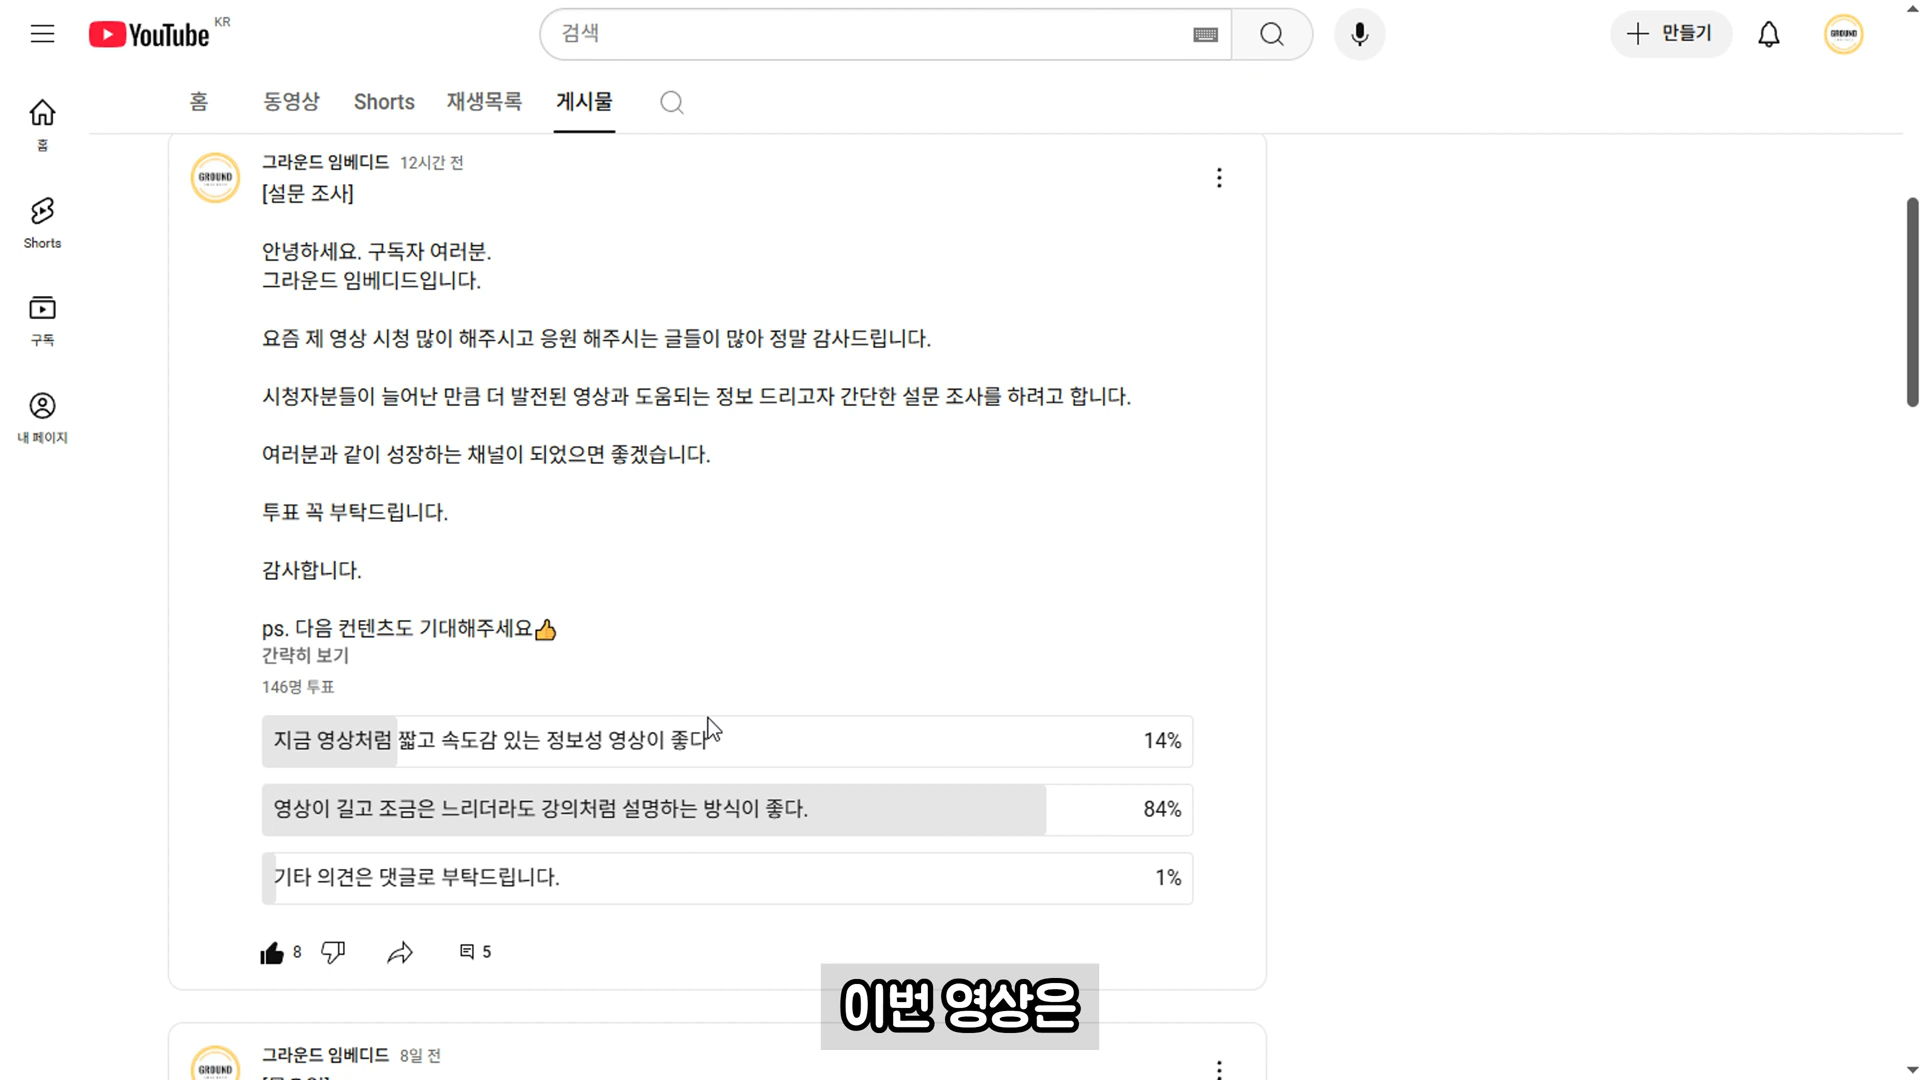 YouTube KR
검색
만들기
GROUND
홈 동영상 Shorts 재생목록 게시물
홈
Shorts
구독
내 페이지
GROUND
그라운드 임베디드 12시간 전
[설문 조사]
안녕하세요. 구독자 여러분.
그라운드 임베디드입니다.
요즘 제 영상 시청 많이 해주시고 응원 해주시는 글들이 많아 정말 감사드립니다.
시청자분들이 늘어난 만큼 더 발전된 영상과 도움되는 정보 드리고자 간단한 설문 조사를 하려고 합니다.
여러분과 같이 성장하는 채널이 되었으면 좋겠습니다.
투표 꼭 부탁드립니다.
감사합니다.
ps. 다음 컨텐츠도 기대해주세요👍
간략히 보기
146명 투표
지금 영상처럼 짧고 속도감 있는 정보성 영상이 좋다 14%
영상이 길고 조금은 느리더라도 강의처럼 설명하는 방식이 좋다. 84%
기타 의견은 댓글로 부탁드립니다. 1%
8 5
이번 영상은
GROUND
그라운드 임베디드 8일 전